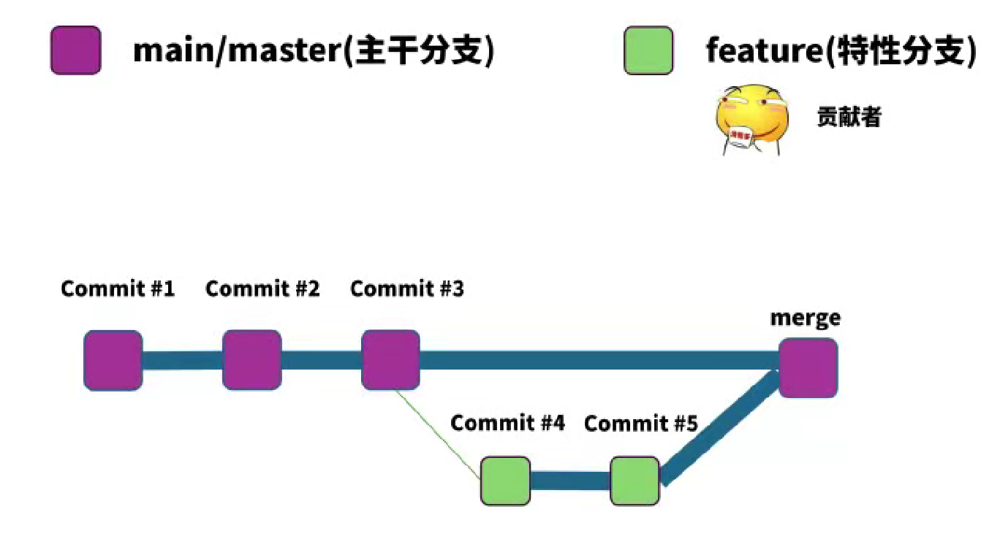 main/master(主干分支)
feature(特性分支)
贡献者
Commit #1
Commit #2
Commit #3
merge
Commit #4
Commit #5